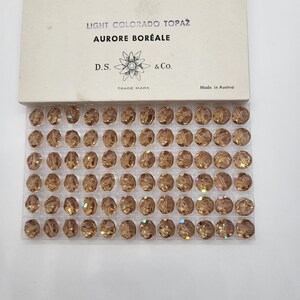 LIGHT COLORADO TOPAZ
AURORE BORÉALE
D. S. & Co.
TRADE MARK
Made in Austria